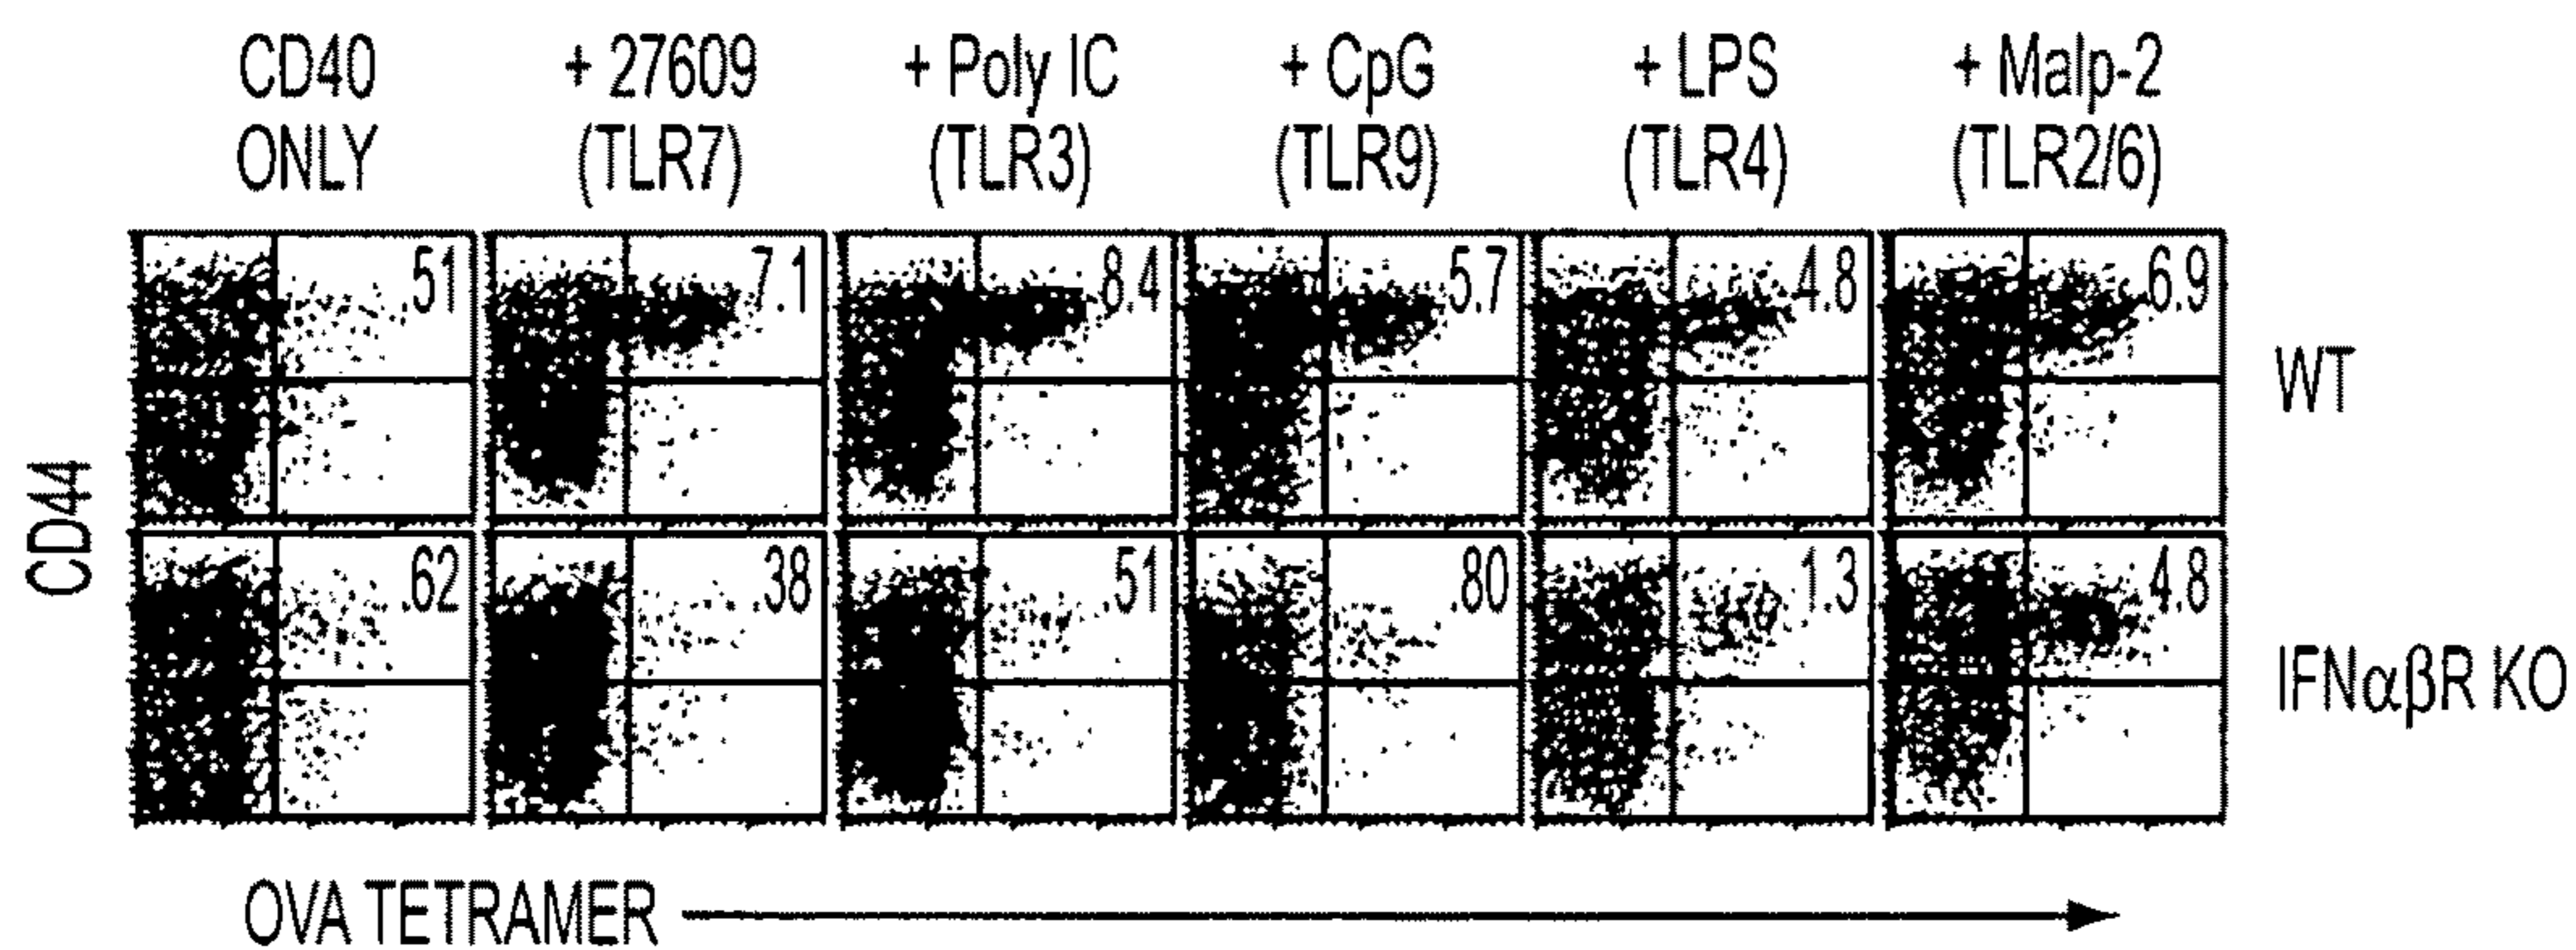 CD40 ONLY
+ 27609 (TLR7)
+ Poly IC (TLR3)
+ CpG (TLR9)
+ LPS (TLR4)
+ Malp-2 (TLR2/6)
.51
7.1
8.4
5.7
4.8
6.9
WT
CD44
.62
.38
.51
.80
1.3
4.8
IFNαβR KO
OVA TETRAMER